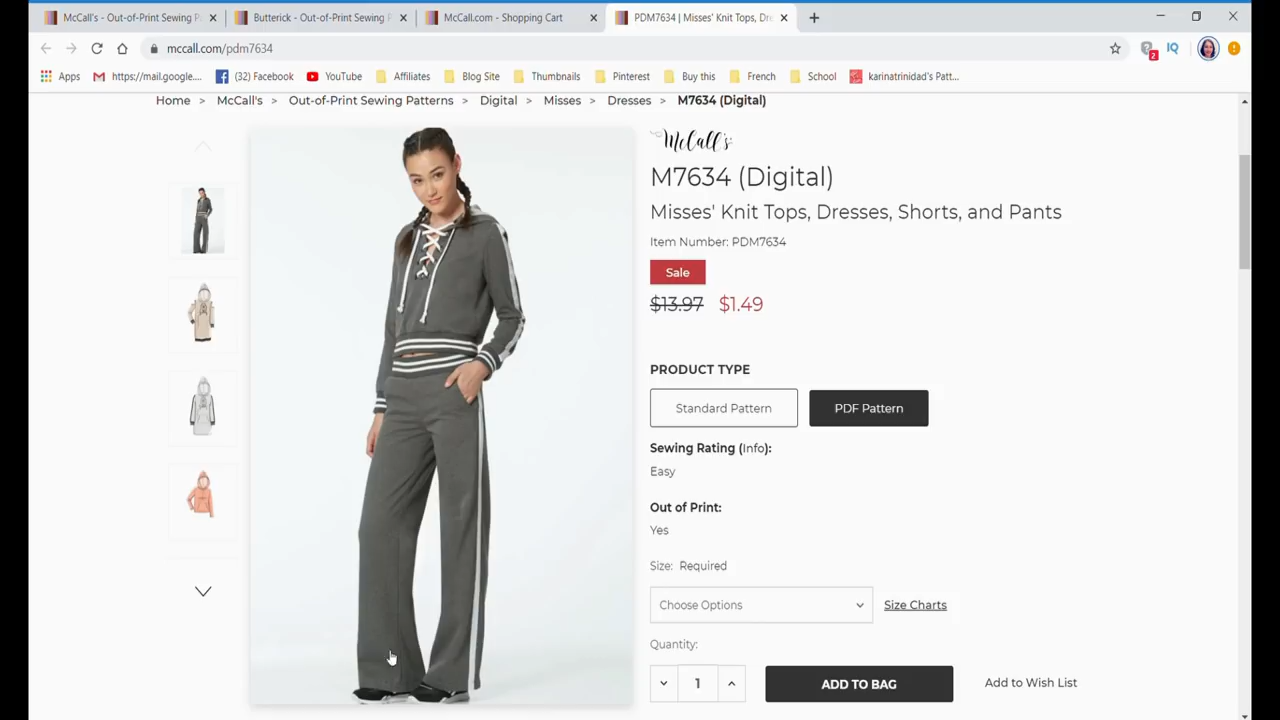 McCall's - Out-of-Print Sewing P
Butterick - Out-of-Print Sewing P
McCall.com - Shopping Cart
PDM7634 | Misses' Knit Tops, Dre
mccall.com/pdm7634
2
IQ
Apps
https://mail.google....
(32) Facebook
YouTube
Affiliates
Blog Site
Thumbnails
Pinterest
Buy this
French
School
karinatrinidad's Patt...
Home > McCall's > Out-of-Print Sewing Patterns > Digital > Misses > Dresses > M7634 (Digital)
McCall's
M7634 (Digital)
Misses' Knit Tops, Dresses, Shorts, and Pants
Item Number: PDM7634
Sale
$13.97 $1.49
PRODUCT TYPE
Standard Pattern
PDF Pattern
Sewing Rating (Info):
Easy
Out of Print:
Yes
Size: Required
Choose Options
Size Charts
Quantity:
1
ADD TO BAG
Add to Wish List